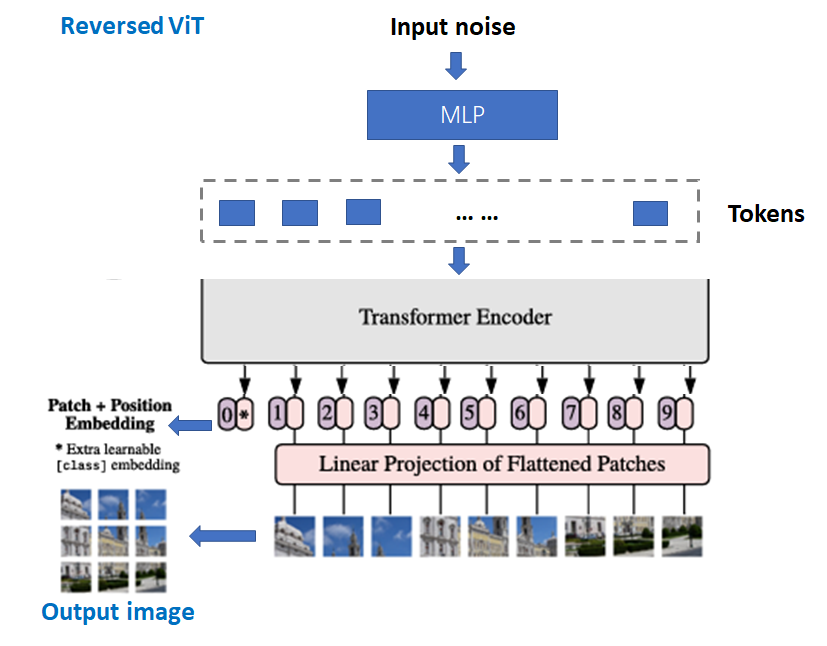 Reversed ViT
Input noise
MLP
... ...
Tokens
Transformer Encoder
0 * 1 2 3 4 5 6 7 8 9
Patch + Position
Embedding
* Extra learnable
[class] embedding
Linear Projection of Flattened Patches
Output image